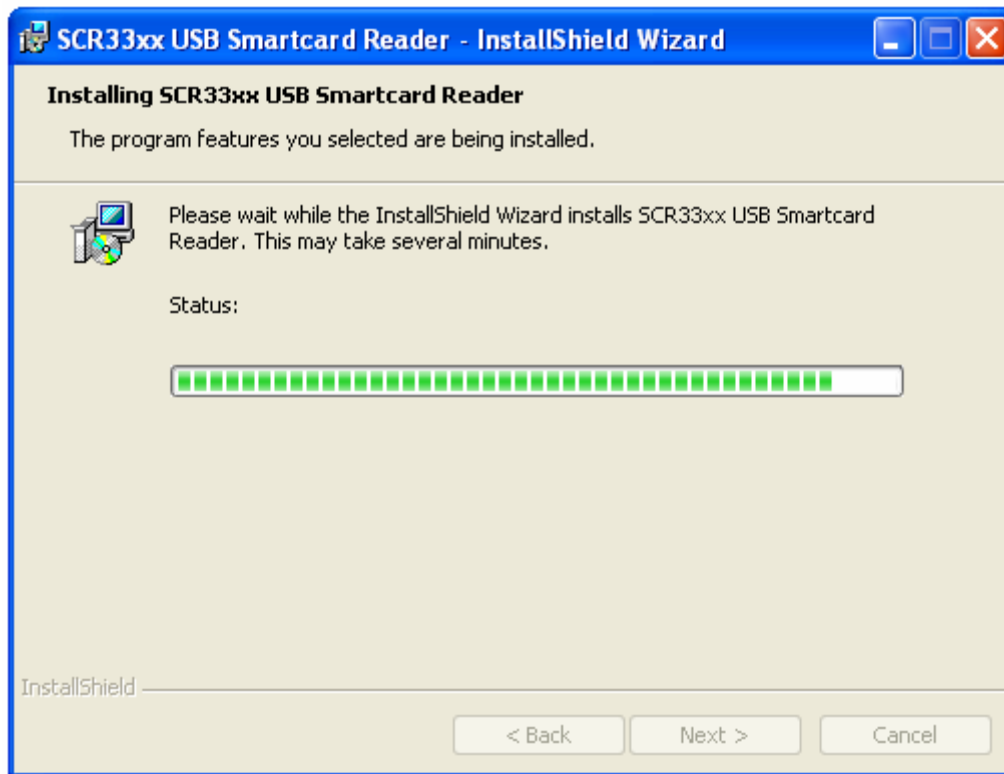 SCR33xx USB Smartcard Reader - InstallShield Wizard
Installing SCR33xx USB Smartcard Reader
The program features you selected are being installed.
Please wait while the InstallShield Wizard installs SCR33xx USB Smartcard
Reader. This may take several minutes.
Status:
InstallShield
< Back
Next >
Cancel